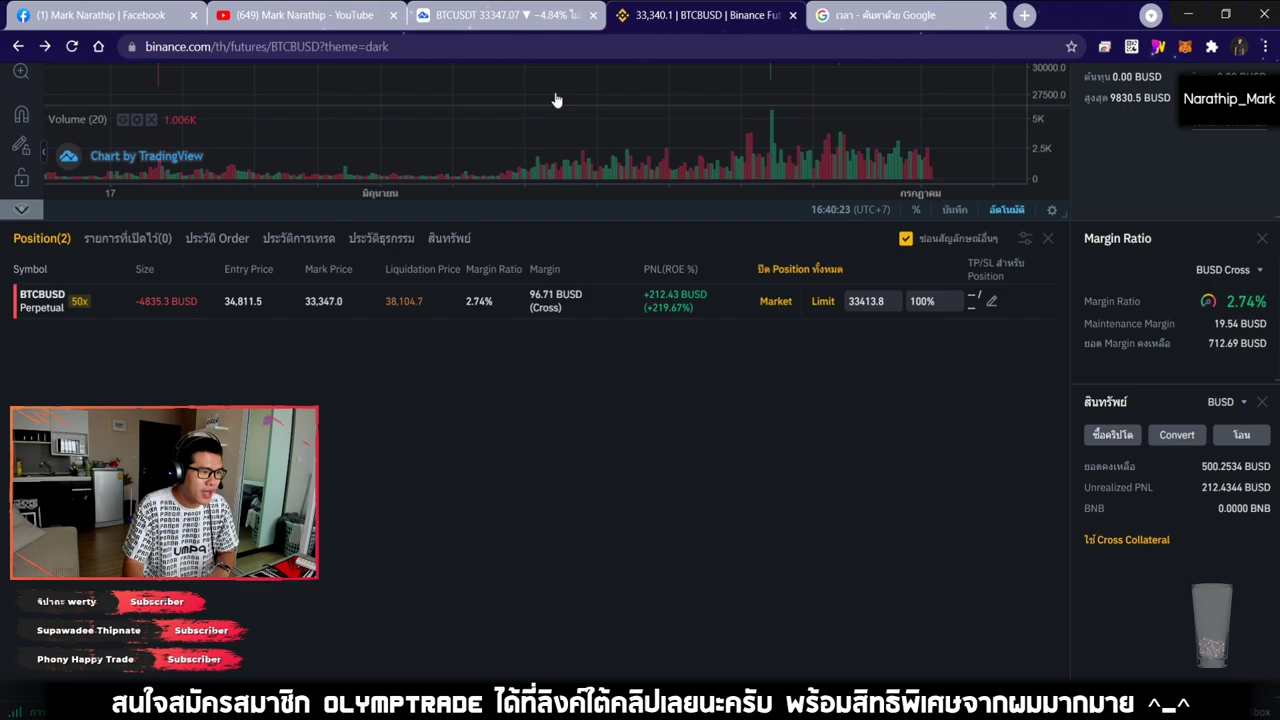 (1) Mark Narathip | Facebook
(649) Mark Narathip - YouTube
BTCUSDT 33347.07 ▼ −4.84%
33,340.1 | BTCBUSD | Binance Fut
เวลา - ค้นหาด้วย Google
binance.com/th/futures/BTCBUSD?theme=dark
30000.0
27500.0
ต้นทุน 0.00 BUSD
สูงสุด 9830.5 BUSD
Narathip_Mark
Volume (20) 1.006K
5K
2.5K
0
Chart by TradingView
17
มิถุนายน
กรกฎาคม
16:40:23 (UTC+7)
%
บันทึก
อัตโนมัติ
Position(2)
รายการที่เปิดไว้(0)
ประวัติ Order
ประวัติการเทรด
ประวัติธุรกรรม
สินทรัพย์
ซ่อนสัญลักษณ์อื่นๆ
Symbol
Size
Entry Price
Mark Price
Liquidation Price
Margin Ratio
Margin
PNL(ROE %)
ปิด Position ทั้งหมด
TP/SL สำหรับ
Position
BTCBUSD
Perpetual
50x
-4835.3 BUSD
34,811.5
33,347.0
38,104.7
2.74%
96.71 BUSD
(Cross)
+212.43 BUSD
(+219.67%)
Market
Limit
33413.8
100%
-- /
--
Margin Ratio
BUSD Cross
Margin Ratio 2.74%
Maintenance Margin 19.54 BUSD
ยอด Margin คงเหลือ 712.69 BUSD
สินทรัพย์
BUSD
ซื้อคริปโต
Convert
โอน
ยอดคงเหลือ 500.2534 BUSD
Unrealized PNL 212.4344 BUSD
BNB 0.0000 BNB
ใช้ Cross Collateral
จิปาถะ werty Subscriber
Supawadee Thipnate Subscriber
Phony Happy Trade Subscriber
สนใจสมัครสมาชิก OLYMPTRADE ได้ที่ลิงค์ใต้คลิปเลยนะครับ พร้อมสิทธิพิเศษจากผมมากมาย ^_^